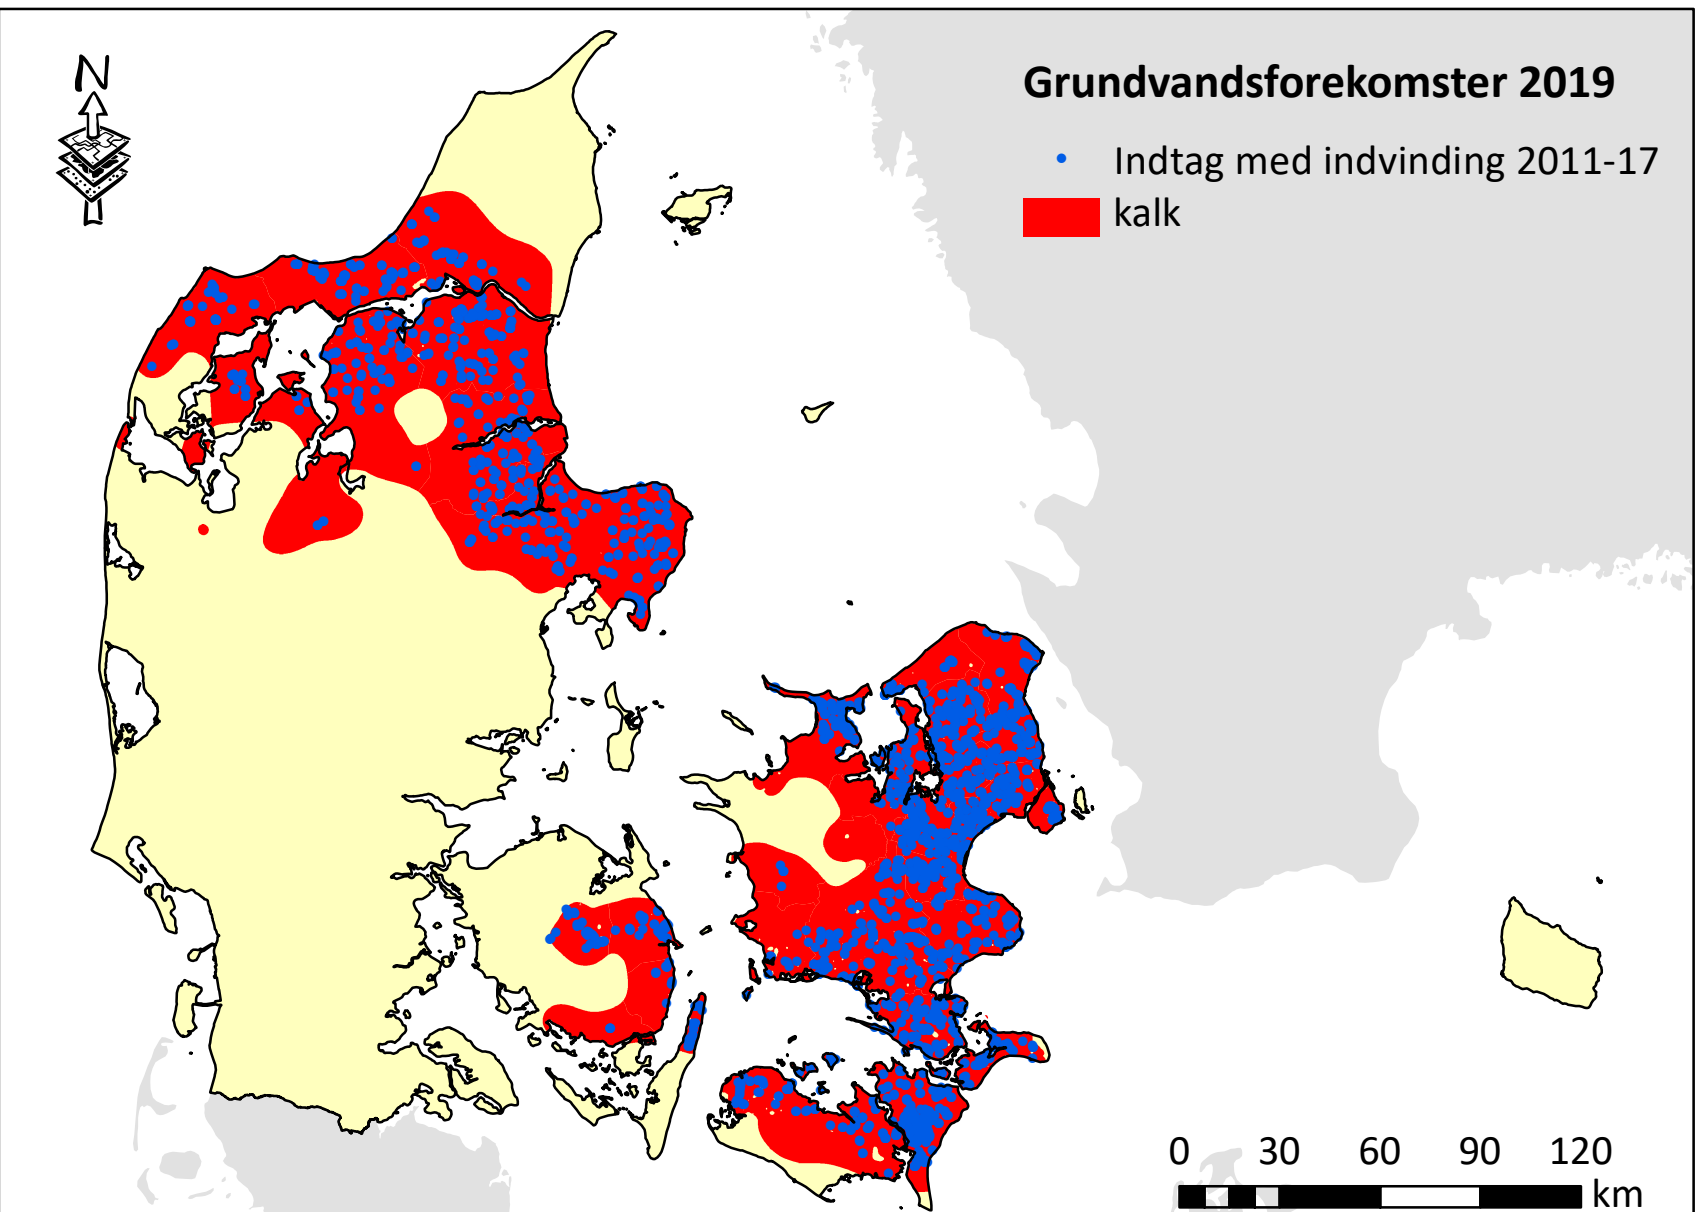 N
Grundvandsforekomster 2019
Indtag med indvinding 2011-17
kalk
0 30 60 90 120
km